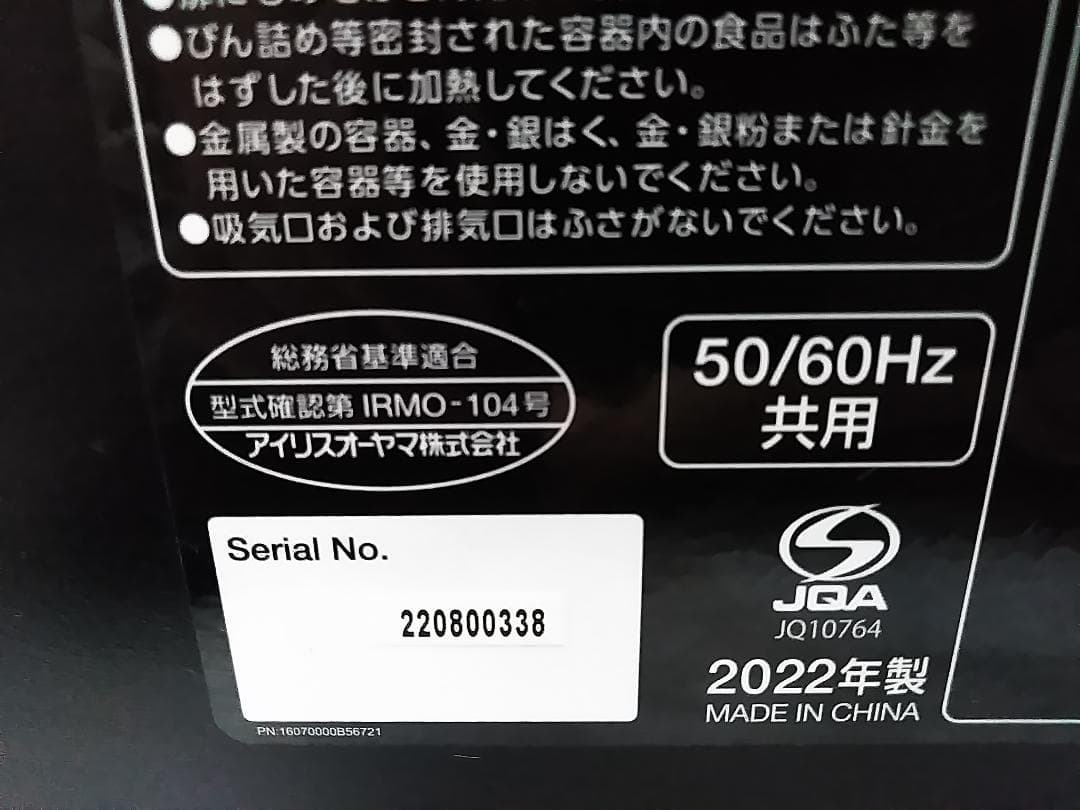 ●びん詰め等密封された容器内の食品はふた等を
はずした後に加熱してください。
●金属製の容器、金・銀はく、金・銀粉または針金を
用いた容器等を使用しないでください。
●吸気口および排気口はふさがないでください。
総務省基準適合
型式確認第 IRMO-104号
アイリスオーヤマ株式会社
50/60Hz
共用
Serial No.
220800338
JQA
JQ10764
2022年製
MADE IN CHINA
PN:16070000B56721